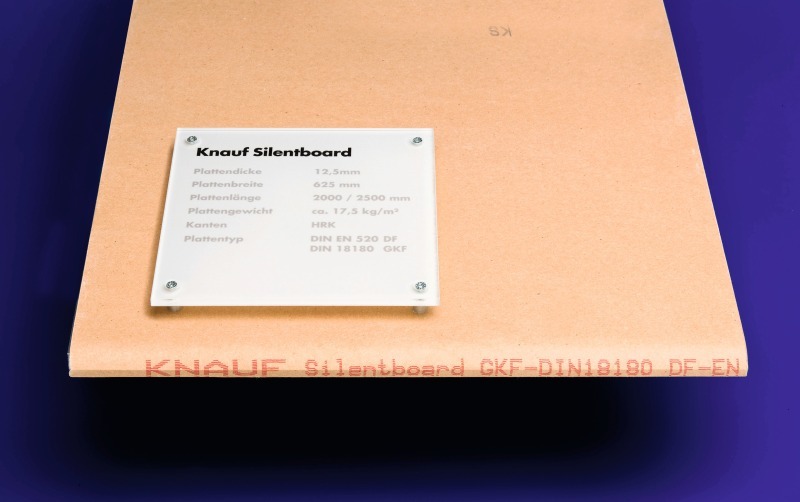 KS
Knauf Silentboard
Plattendicke 12,5mm
Plattenbreite 625 mm
Plattenlänge 2000 / 2500 mm
Plattengewicht ca. 17,5 kg/m²
Kanten HRK
Plattentyp DIN EN 520 DF
DIN 18180 GKF
KNAUF Silentboard GKF-DIN18180 DF-EN